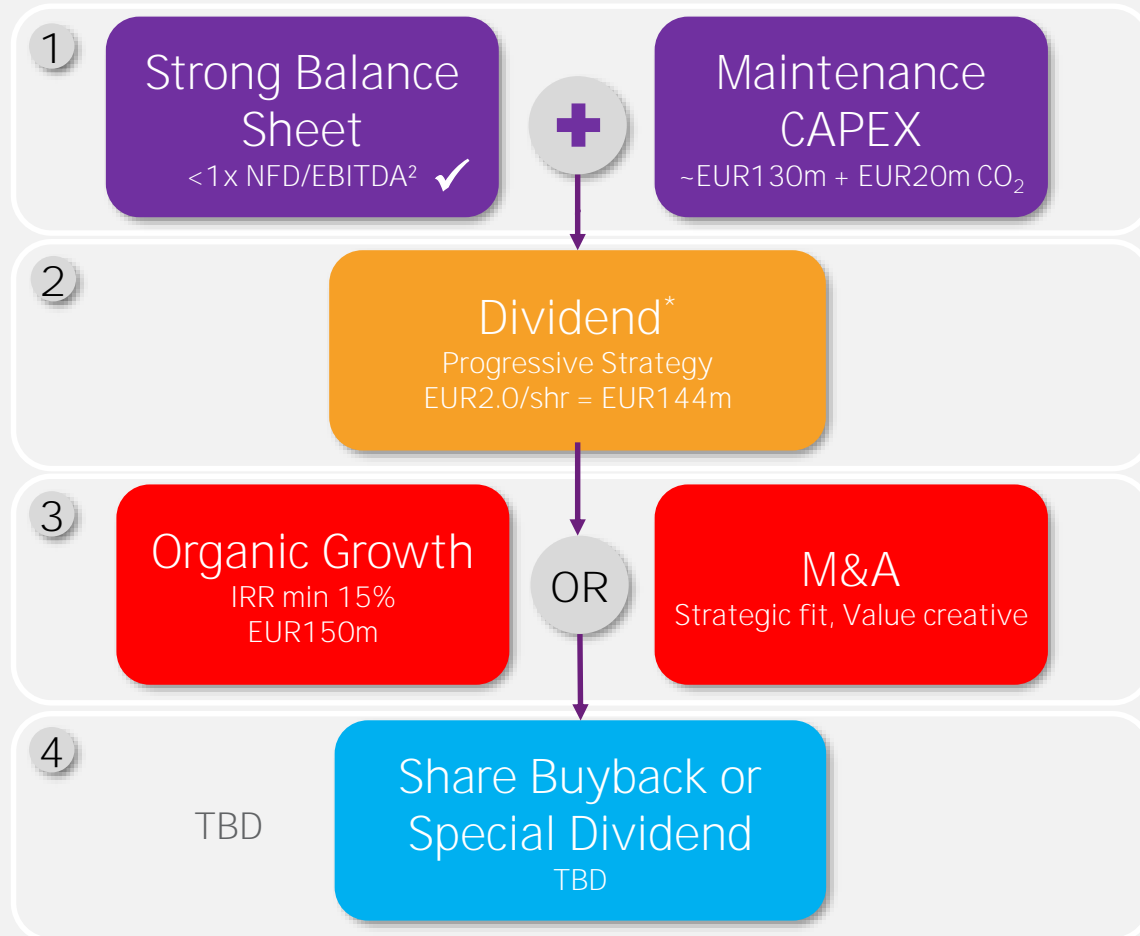 1
Strong Balance
Sheet
<1x NFD/EBITDA² ✓
+
Maintenance
CAPEX
~EUR130m + EUR20m CO₂
2
Dividend*
Progressive Strategy
EUR2.0/shr = EUR144m
3
Organic Growth
IRR min 15%
EUR150m
OR
M&A
Strategic fit, Value creative
4
TBD
Share Buyback or
Special Dividend
TBD